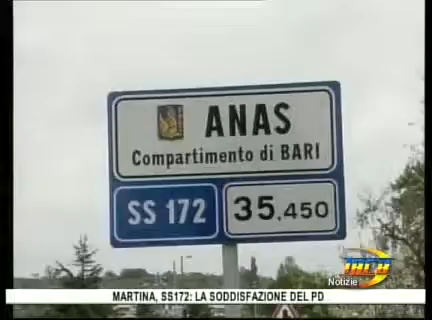 ANAS
Compartimento di BARI
SS 172
35,450
Notizie
MARTINA, SS172: LA SODDISFAZIONE DEL PD